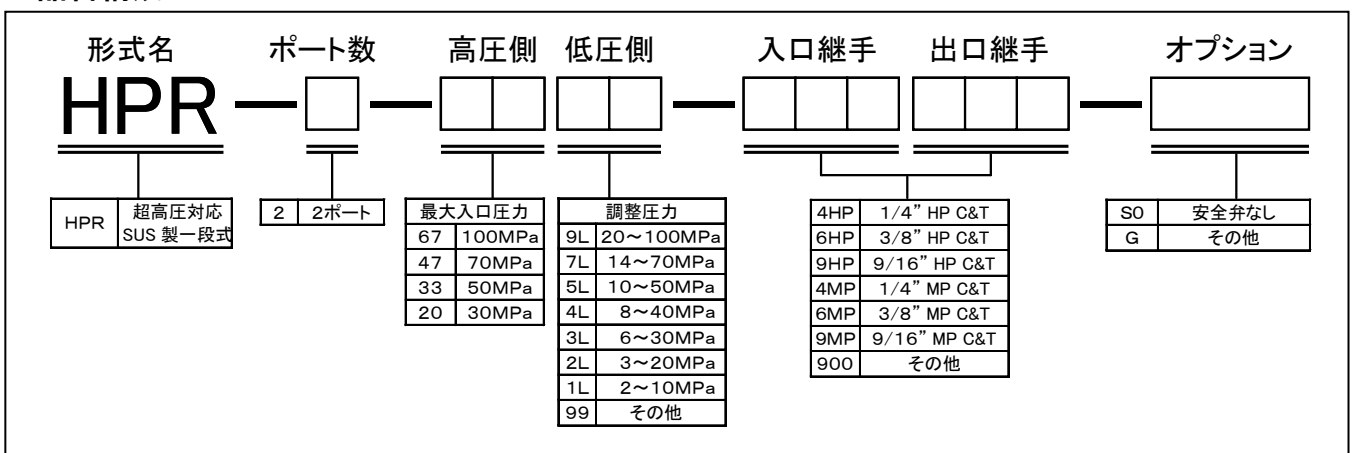 形式名 ポート数 高圧側 低圧側 入口継手 出口継手 オプション
HPR
HPR 超高圧対応
SUS 製一段式
2 2ポート
最大入口圧力
67 100MPa
47 70MPa
33 50MPa
20 30MPa
調整圧力
9L 20～100MPa
7L 14～70MPa
5L 10～50MPa
4L 8～40MPa
3L 6～30MPa
2L 3～20MPa
1L 2～10MPa
99 その他
4HP 1/4” HP C&T
6HP 3/8” HP C&T
9HP 9/16” HP C&T
4MP 1/4” MP C&T
6MP 3/8” MP C&T
9MP 9/16” MP C&T
900 その他
S0 安全弁なし
G その他